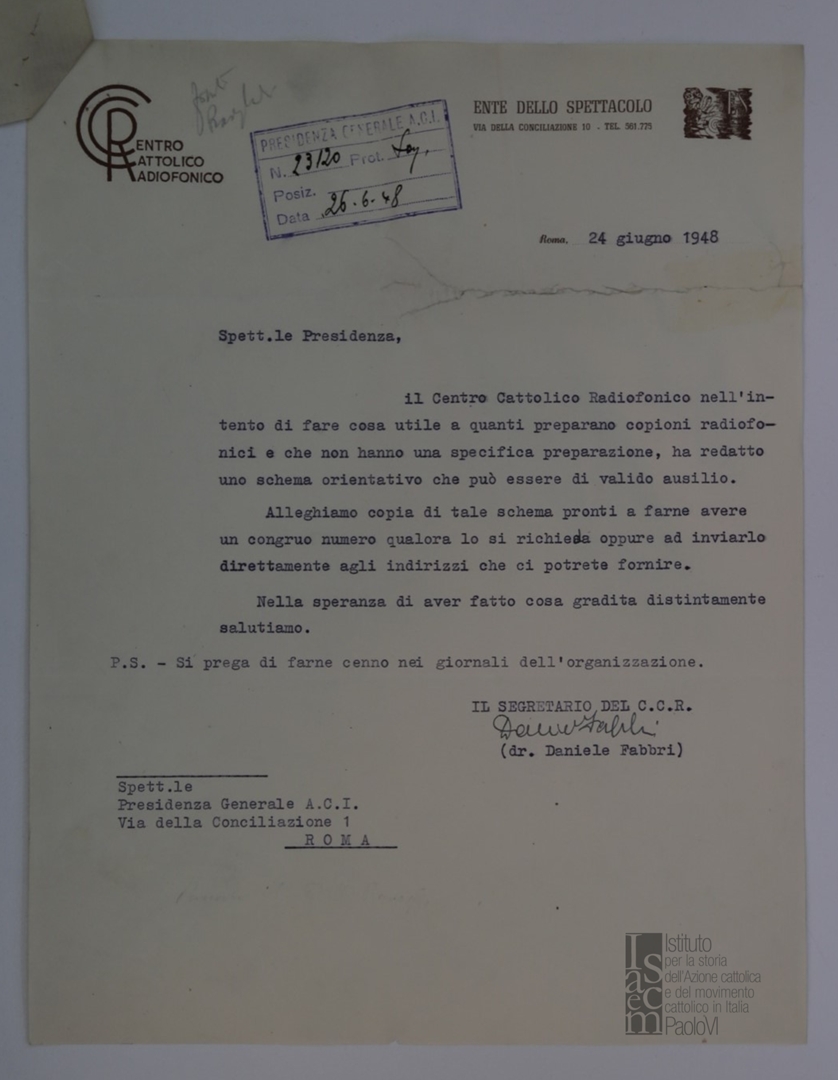 CENTRO
CATTOLICO
RADIOFONICO
PRESIDENZA GENERALE A.C.I.
N. 23120 Prot.
Posiz.
Data 26.6.48
ENTE DELLO SPETTACOLO
VIA DELLA CONCILIAZIONE 10 - TEL. 561.775
Roma, 24 giugno 1948
Spett.le Presidenza,
il Centro Cattolico Radiofonico nell'in-
tento di fare cosa utile a quanti preparano copioni radiofo-
nici e che non hanno una specifica preparazione, ha redatto
uno schema orientativo che può essere di valido ausilio.
Alleghiamo copia di tale schema pronti a farne avere
un congruo numero qualora lo si richieda oppure ad inviarlo
direttamente agli indirizzi che ci potrete fornire.
Nella speranza di aver fatto cosa gradita distintamente
salutiamo.
P.S. - Si prega di farne cenno nei giornali dell'organizzazione.
IL SEGRETARIO DEL C.C.R.
Daniele Fabbri
(dr. Daniele Fabbri)
Spett.le
Presidenza Generale A.C.I.
Via della Conciliazione 1
R O M A
Isacem
Istituto
per la storia
dell'Azione cattolica
e del movimento
cattolico in Italia
PaoloVI